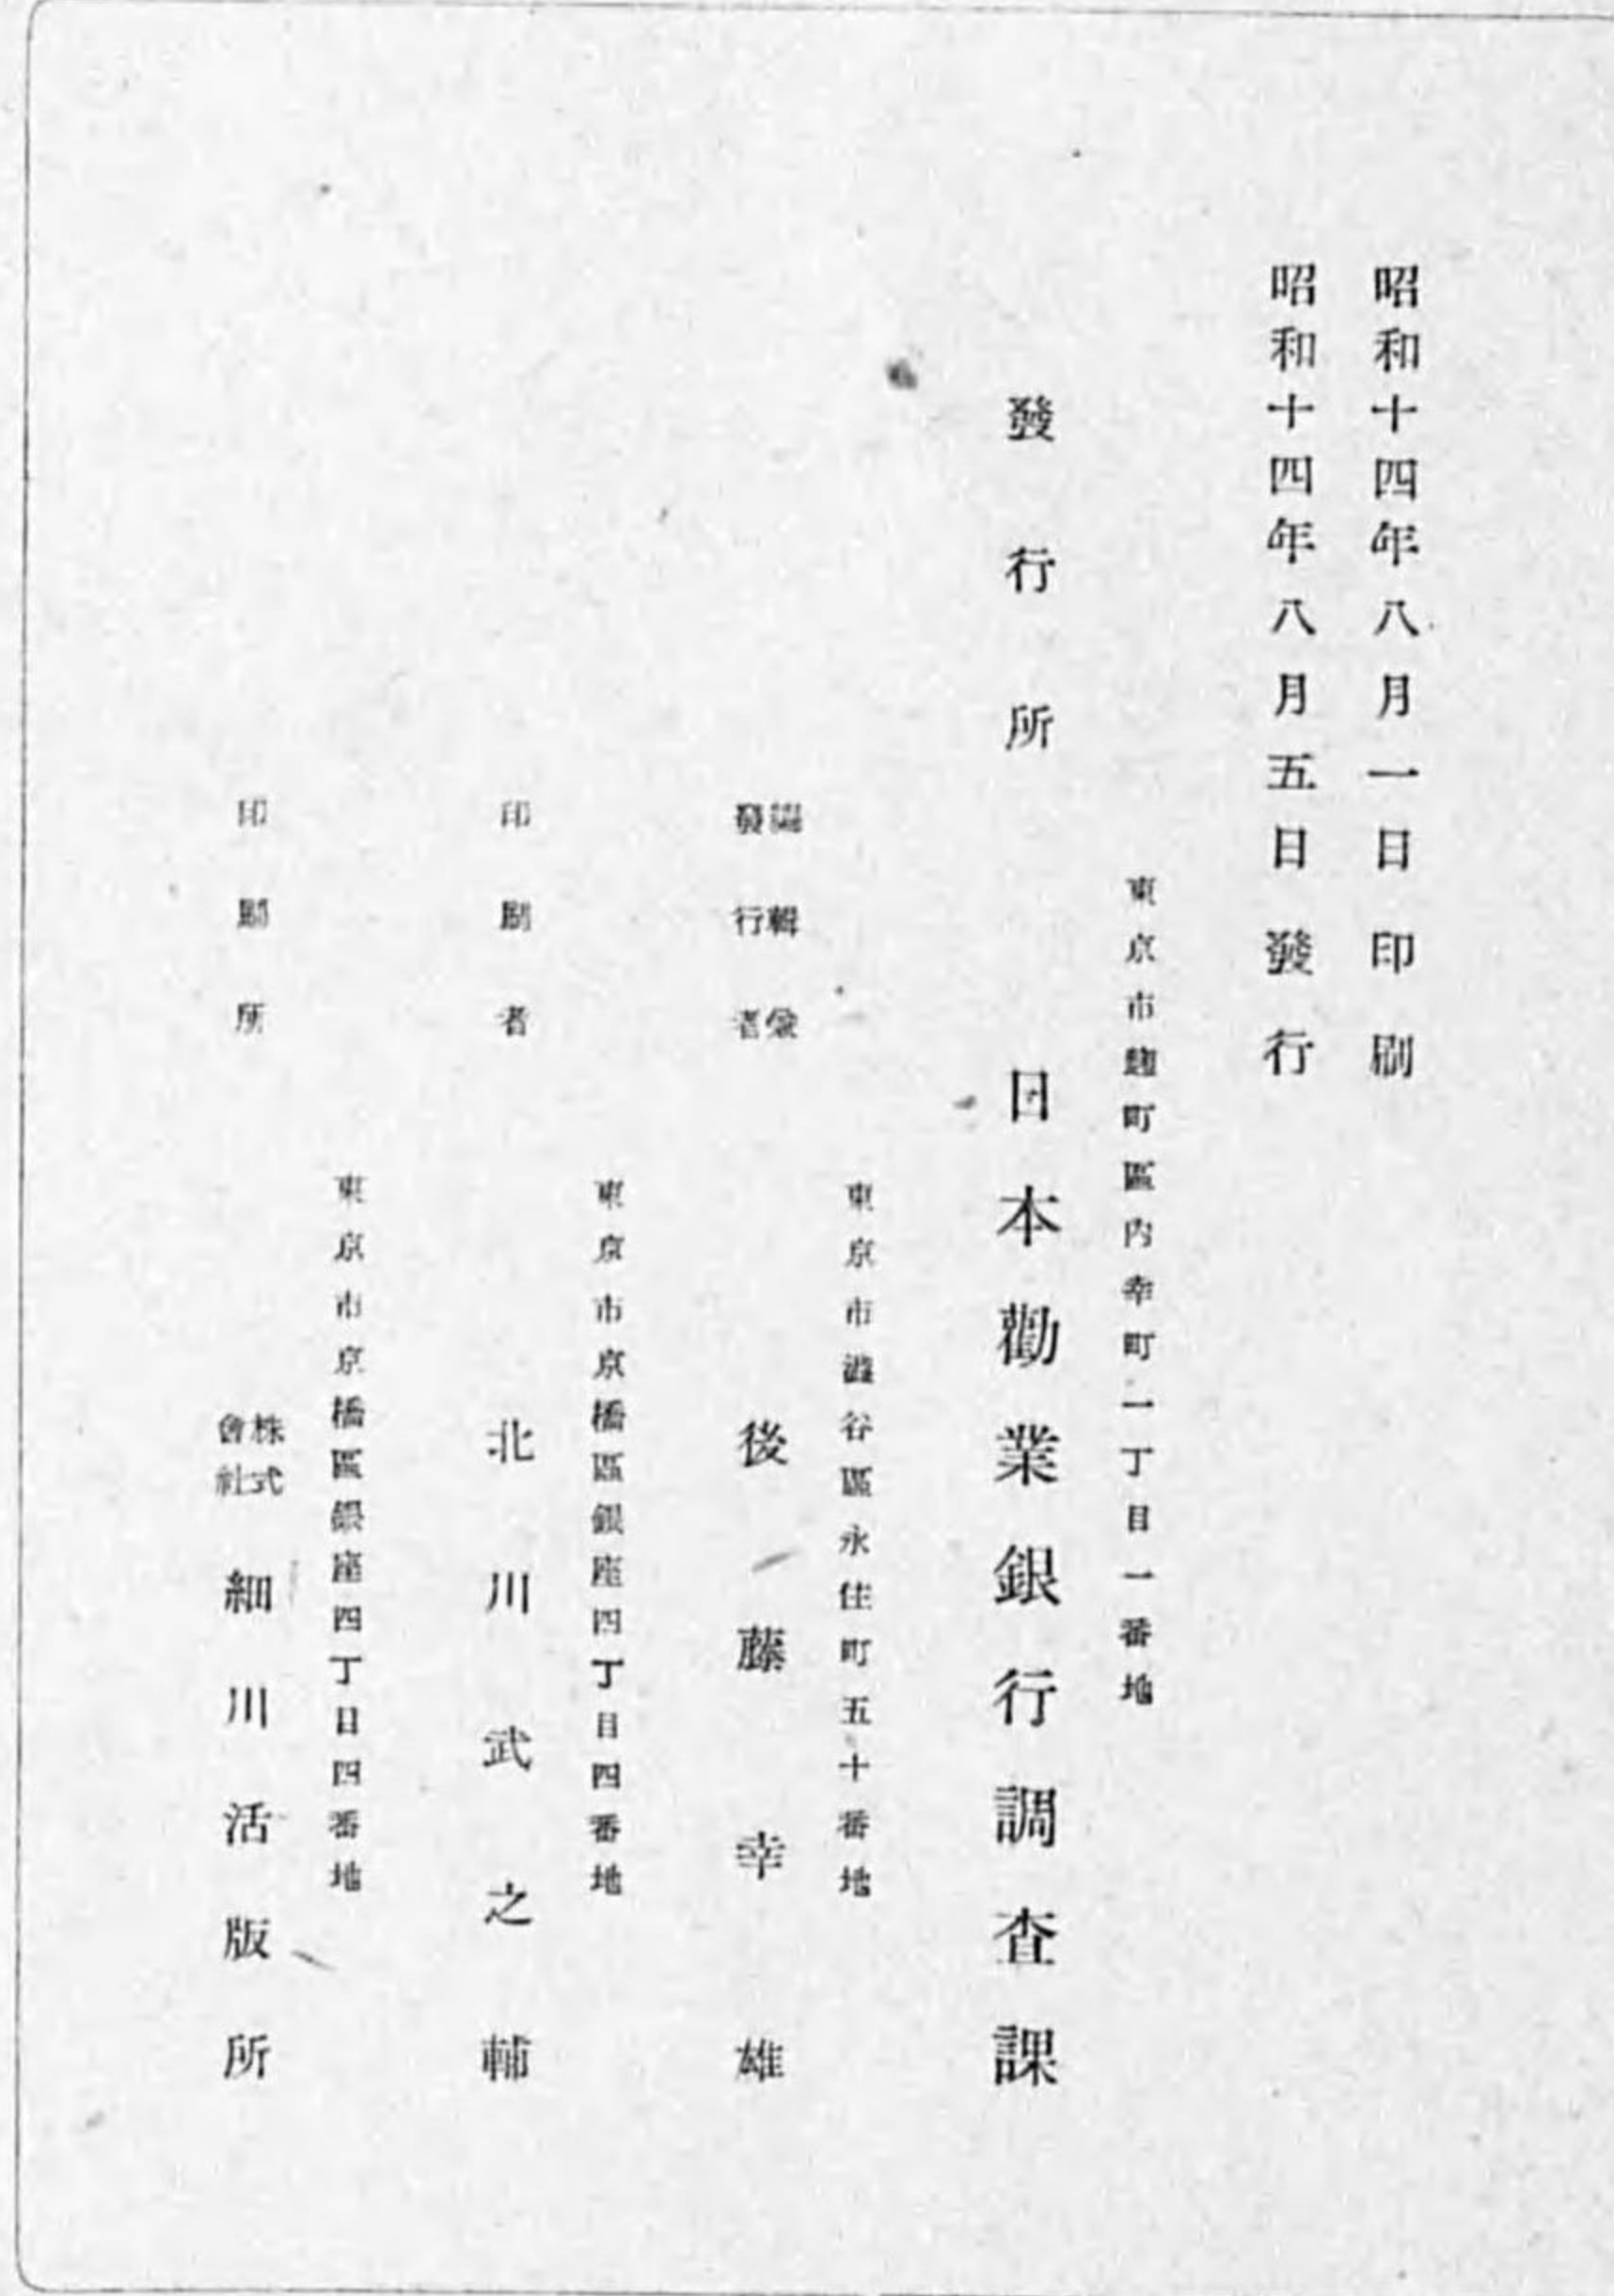 昭和十四年八月一日印刷
昭和十四年八月五日發行
東京市麴町區内幸町一丁目一番地
發行所 日本勸業銀行調査課
東京市澁谷區永住町五十番地
編輯兼發行者 後藤幸雄
東京市京橋區銀座四丁目四番地
印刷者 北川武之輔
東京市京橋區銀座四丁目四番地
印刷所 株式會社 細川活版所